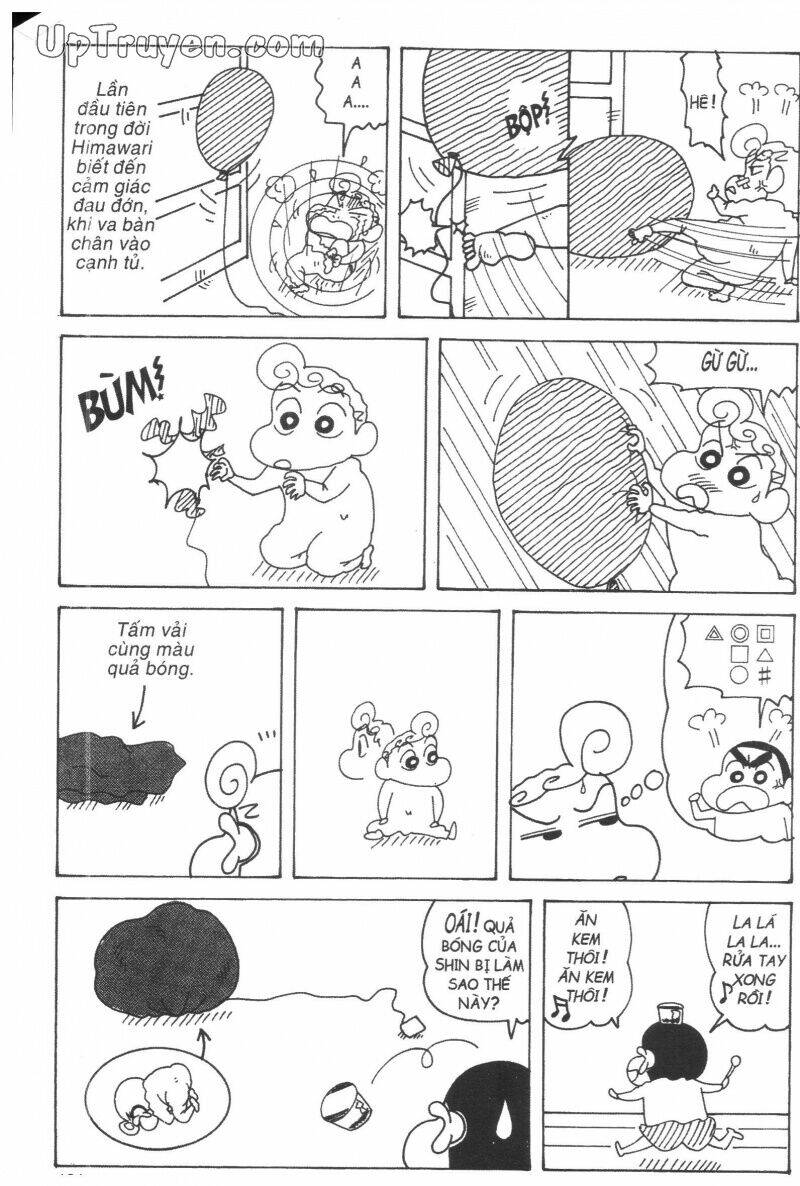 UpTruyen.com
HÊ!
BỘP!
A
A
A....
Lần
đầu tiên
trong đời
Himawari
biết đến
cảm giác
đau đớn,
khi va bàn
chân vào
cạnh tủ.
GỪ GỪ...
BÙM!
#
Tấm vải
cùng màu
quả bóng.
LA LÁ
LA LA...
RỬA TAY
XONG
RỒI!
ĂN
KEM
THÔI!
ĂN KEM
THÔI!
OÁI! QUẢ
BÓNG CỦA
SHIN BỊ LÀM
SAO THẾ
NÀY?